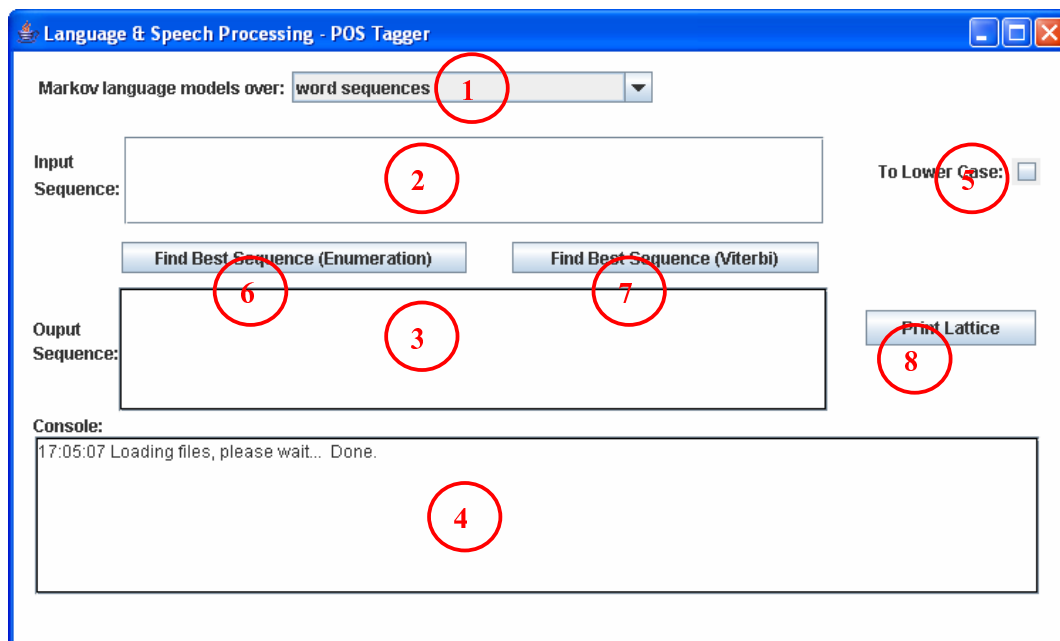 Language & Speech Processing - POS Tagger
Markov language models over: word sequences
1
Input
Sequence:
2
To Lower Case:
5
Find Best Sequence (Enumeration)
Find Best Sequence (Viterbi)
6
7
Ouput
Sequence:
3
Print Lattice
8
Console:
17:05:07 Loading files, please wait... Done.
4